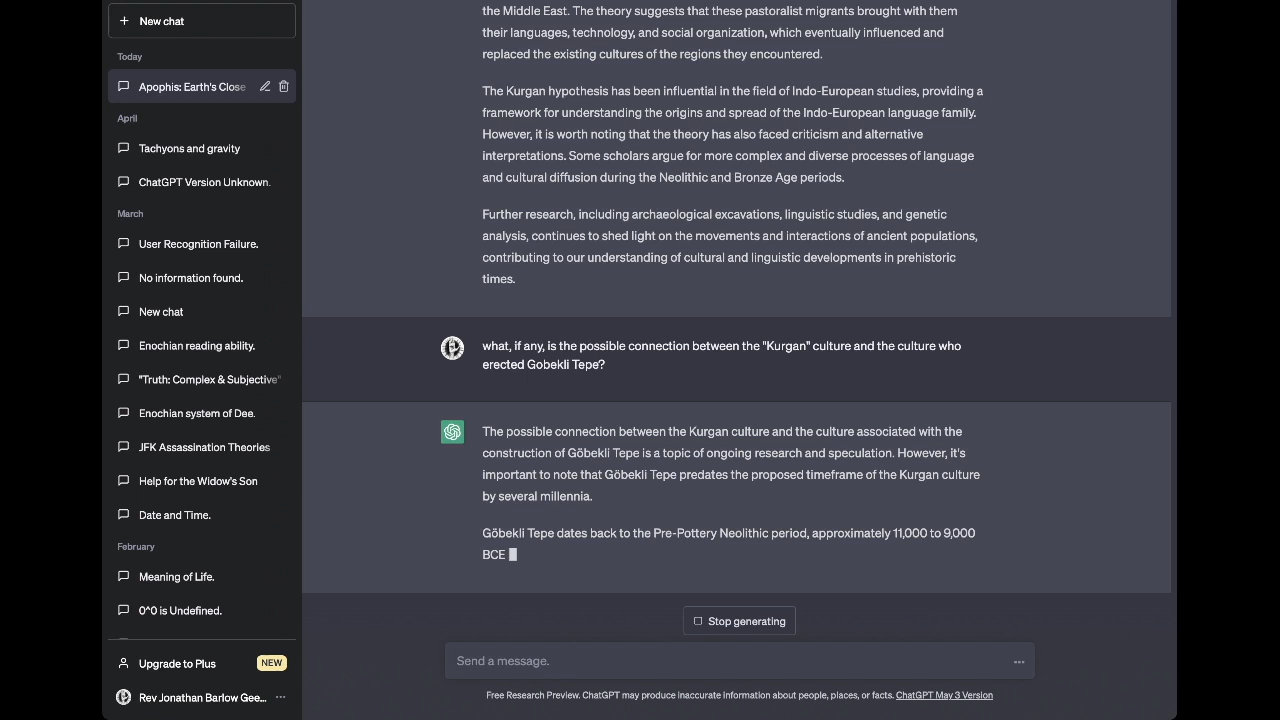 New chat
Today
Apophis: Earth's Close
April
Tachyons and gravity
ChatGPT Version Unknown.
March
User Recognition Failure.
No information found.
New chat
Enochian reading ability.
"Truth: Complex & Subjective"
Enochian system of Dee.
JFK Assassination Theories
Help for the Widow's Son
Date and Time.
February
Meaning of Life.
0^0 is Undefined.
Upgrade to Plus
NEW
Rev Jonathan Barlow Gee...
the Middle East. The theory suggests that these pastoralist migrants brought with them
their languages, technology, and social organization, which eventually influenced and
replaced the existing cultures of the regions they encountered.
The Kurgan hypothesis has been influential in the field of Indo-European studies, providing a
framework for understanding the origins and spread of the Indo-European language family.
However, it is worth noting that the theory has also faced criticism and alternative
interpretations. Some scholars argue for more complex and diverse processes of language
and cultural diffusion during the Neolithic and Bronze Age periods.
Further research, including archaeological excavations, linguistic studies, and genetic
analysis, continues to shed light on the movements and interactions of ancient populations,
contributing to our understanding of cultural and linguistic developments in prehistoric
times.
what, if any, is the possible connection between the "Kurgan" culture and the culture who
erected Gobekli Tepe?
The possible connection between the Kurgan culture and the culture associated with the
construction of Göbekli Tepe is a topic of ongoing research and speculation. However, it's
important to note that Göbekli Tepe predates the proposed timeframe of the Kurgan culture
by several millennia.
Göbekli Tepe dates back to the Pre-Pottery Neolithic period, approximately 11,000 to 9,000
BCE
Stop generating
Send a message.
Free Research Preview. ChatGPT may produce inaccurate information about people, places, or facts. ChatGPT May 3 Version